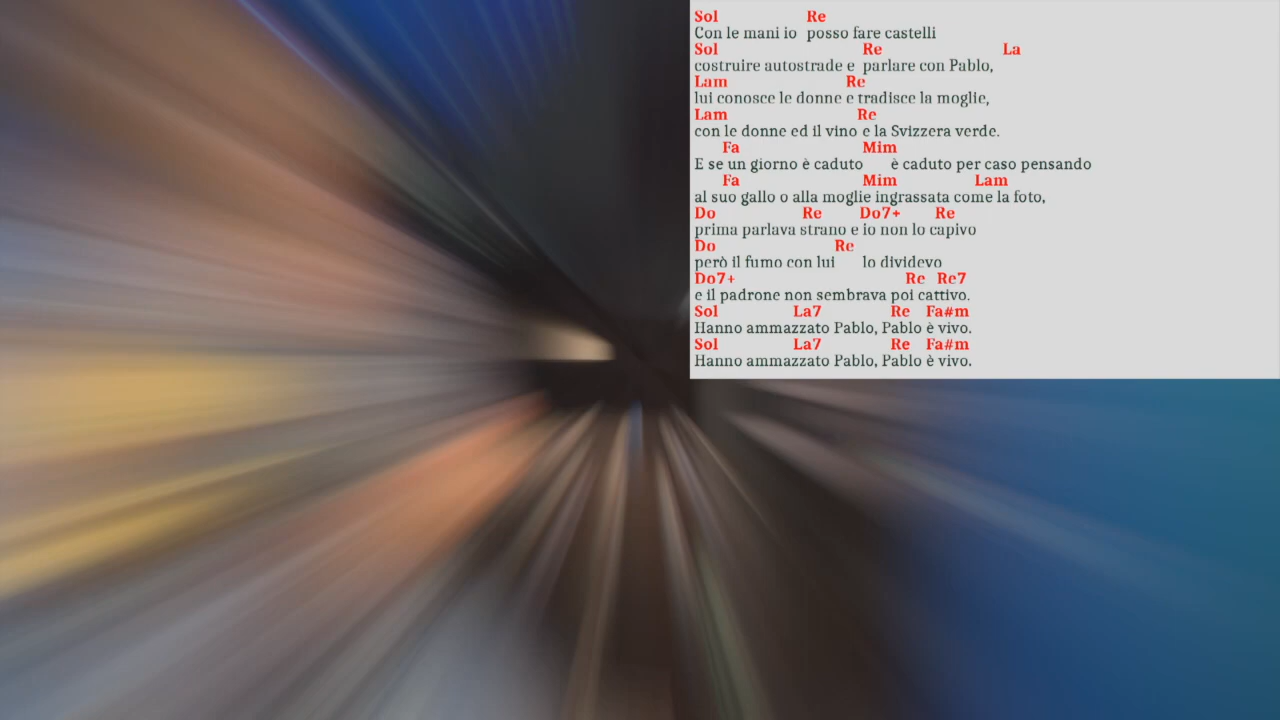 Sol Re
Con le mani io posso fare castelli
Sol Re La
costruire autostrade e parlare con Pablo,
Lam Re
lui conosce le donne e tradisce la moglie,
Lam Re
con le donne ed il vino e la Svizzera verde.
Fa Mim
E se un giorno è caduto è caduto per caso pensando
Fa Mim Lam
al suo gallo o alla moglie ingrassata come la foto,
Do Re Do7+ Re
prima parlava strano e io non lo capivo
Do Re
però il fumo con lui lo dividevo
Do7+ Re Re7
e il padrone non sembrava poi cattivo.
Sol La7 Re Fa#m
Hanno ammazzato Pablo, Pablo è vivo.
Sol La7 Re Fa#m
Hanno ammazzato Pablo, Pablo è vivo.